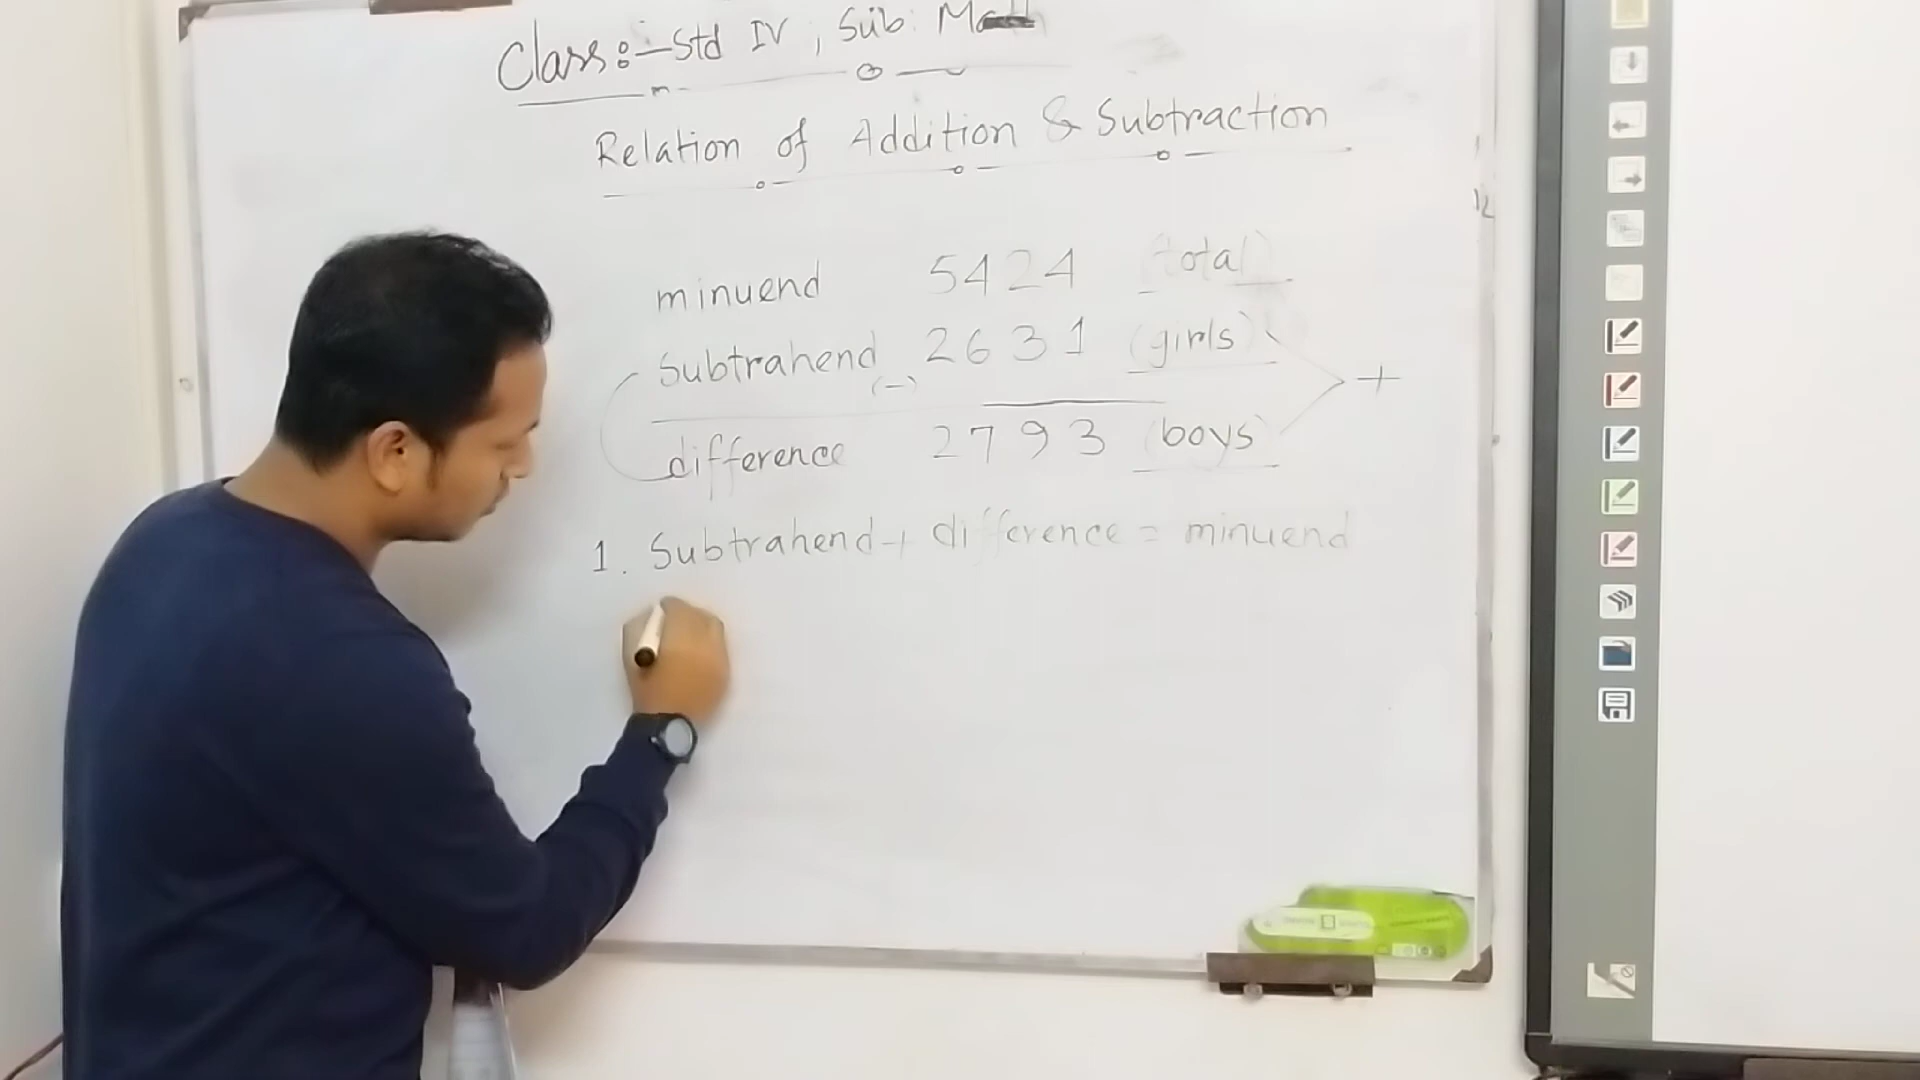 Class:- Std IV, Sub: Math
Relation of Addition & Subtraction
minuend 5424 (total)
Subtrahend 2631 (girls)
(-)
+
difference 2793 (boys)
1. Subtrahend + difference = minuend